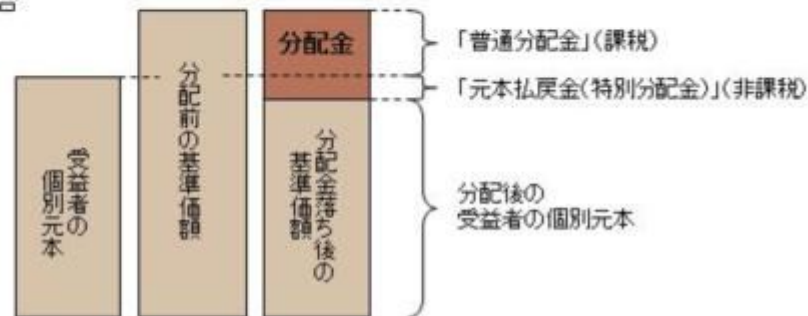 受益者の
個別元本
分配前の基準価額
分配金
分配金落ち後の
基準価額
「普通分配金」(課税)
「元本払戻金(特別分配金)」(非課税)
分配後の
受益者の個別元本